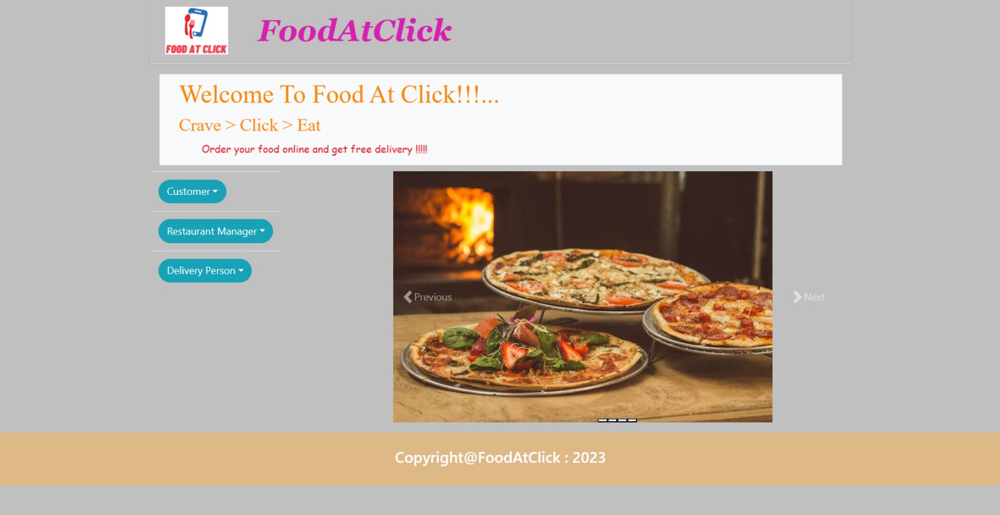 FOOD AT CLICK
FoodAtClick
Welcome To Food At Click!!!...
Crave > Click > Eat
Order your food online and get free delivery !!!!!
Customer
Restaurant Manager
Delivery Person
Previous
Next
Copyright@FoodAtClick : 2023